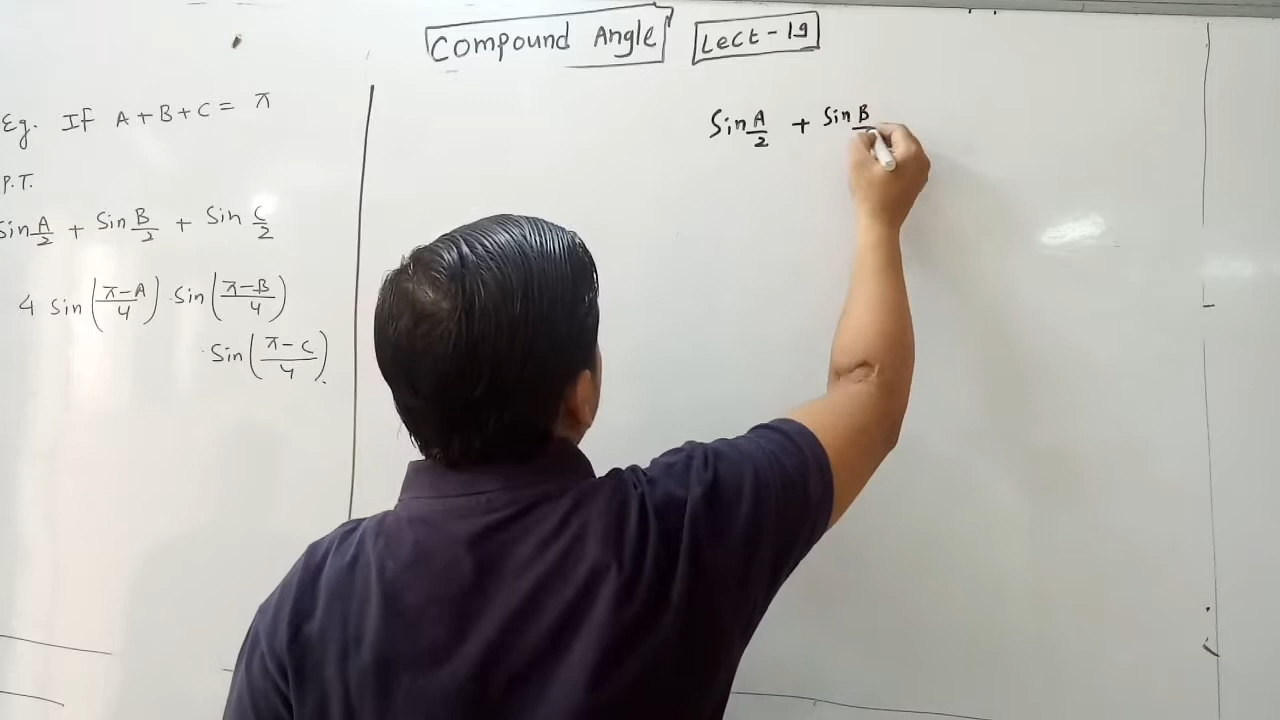 Compound Angle Lect - 19
Eg. If A + B + C = π
P.T.
Sin A/2 + Sin B/2 + Sin C/2
4 Sin (π-A/4) · Sin (π-B/4)
· Sin (π-C/4).
Sin A/2 + Sin B